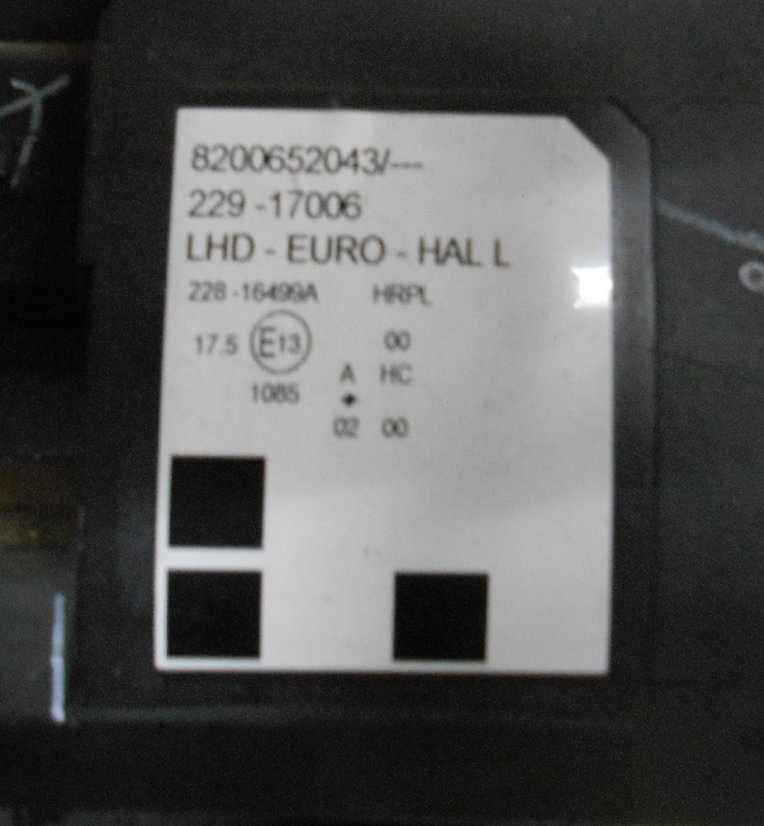 8200652043/---
229 -17006
LHD - EURO - HAL L
228 -16499A HRPL
17.5 E13 00
A HC
1085
02 00